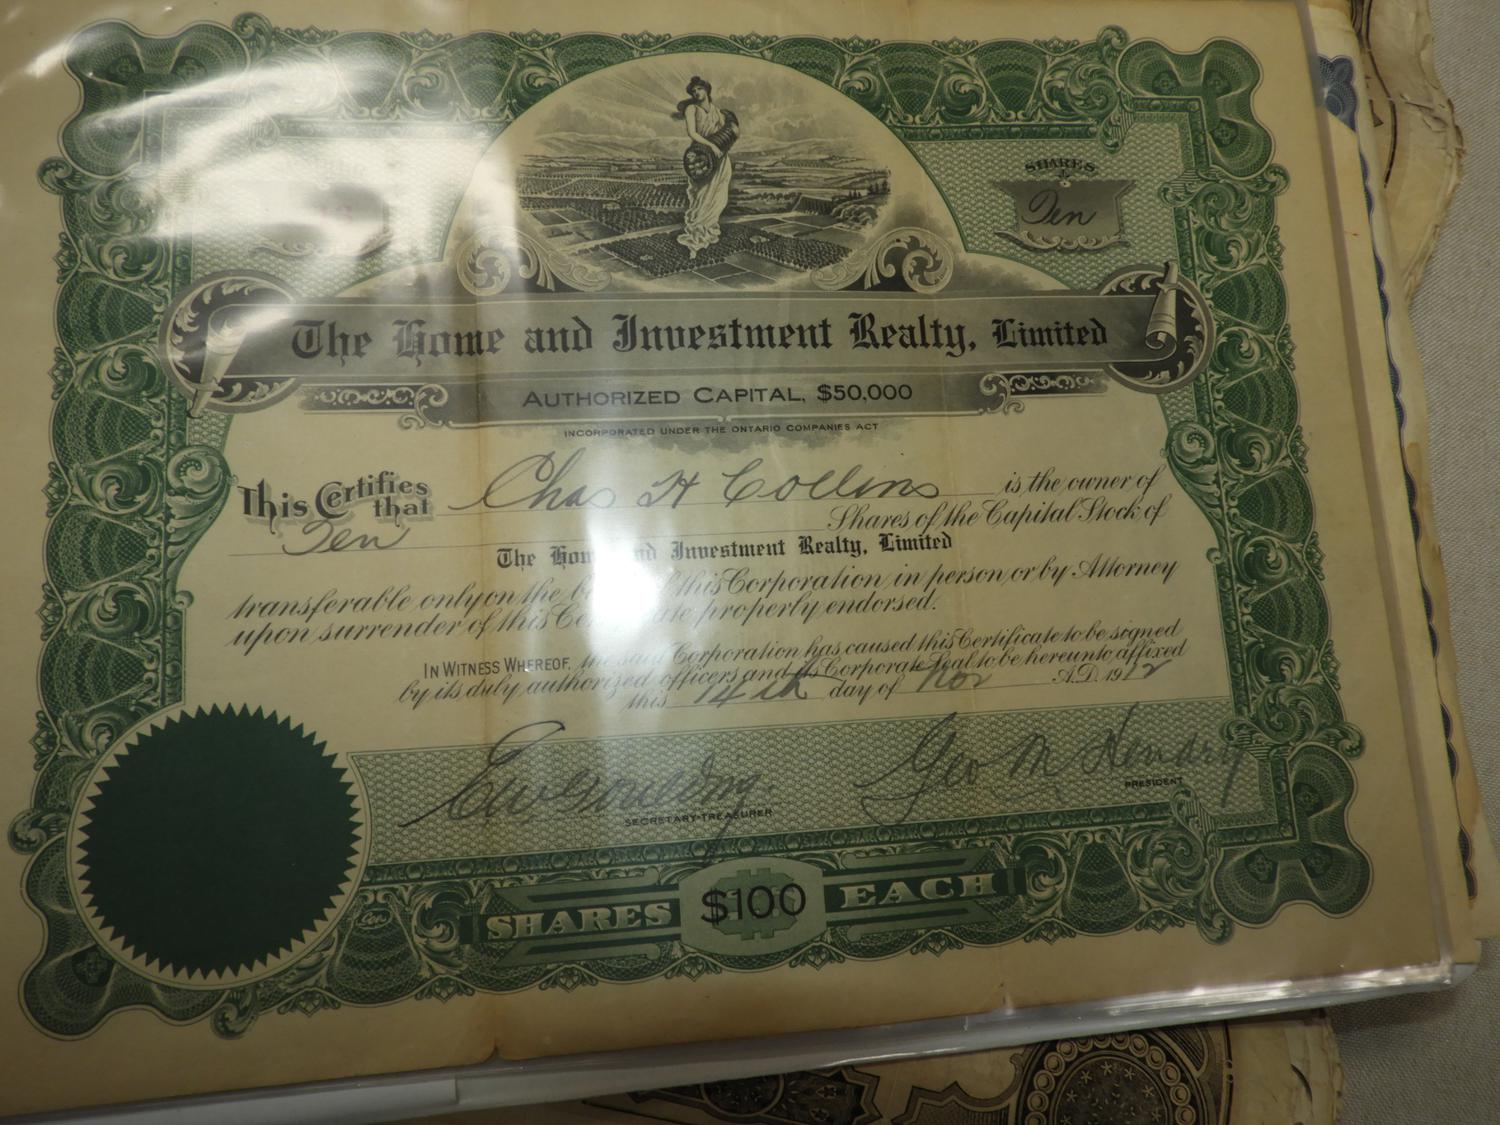 SHARES
Ten
The Home and Investment Realty, Limited
AUTHORIZED CAPITAL, $50,000
INCORPORATED UNDER THE ONTARIO COMPANIES ACT
This Certifies that Chas H Collins is the owner of
Ten Shares of the Capital Stock of
The Home and Investment Realty, Limited
transferable only on the this Corporation in person or by Attorney
upon surrender of this Certificate properly endorsed.
IN WITNESS WHEREOF, the said Corporation has caused this Certificate to be signed
by its duly authorized officers and its Corporate Seal to be hereunto affixed
this 14th day of Nov A.D. 1912
Geo M Hendry
SECRETARY-TREASURER
PRESIDENT
SHARES $100 EACH